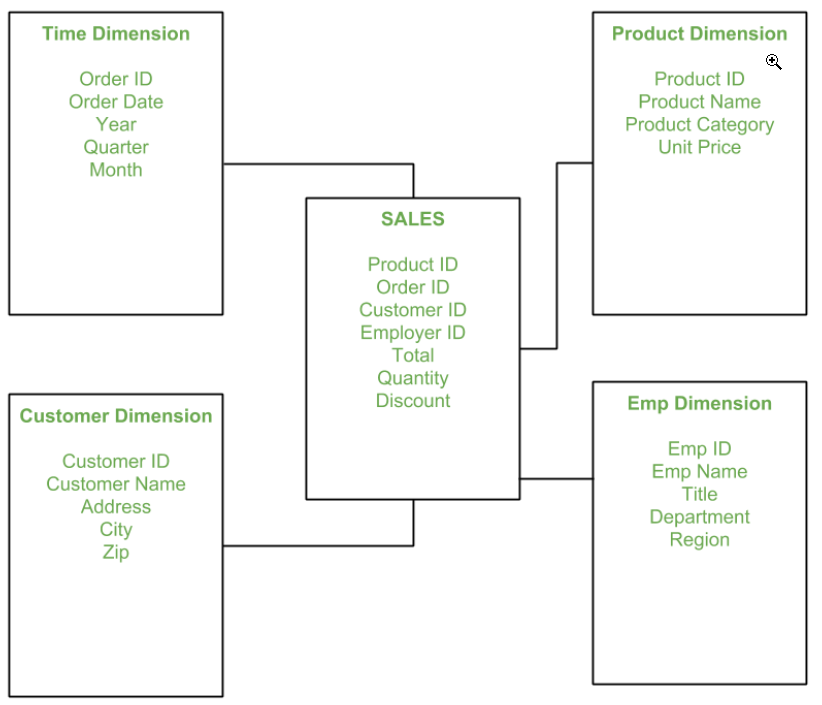 Time Dimension
Order ID
Order Date
Year
Quarter
Month
Product Dimension
Product ID
Product Name
Product Category
Unit Price
SALES
Product ID
Order ID
Customer ID
Employer ID
Total
Quantity
Discount
Customer Dimension
Customer ID
Customer Name
Address
City
Zip
Emp Dimension
Emp ID
Emp Name
Title
Department
Region